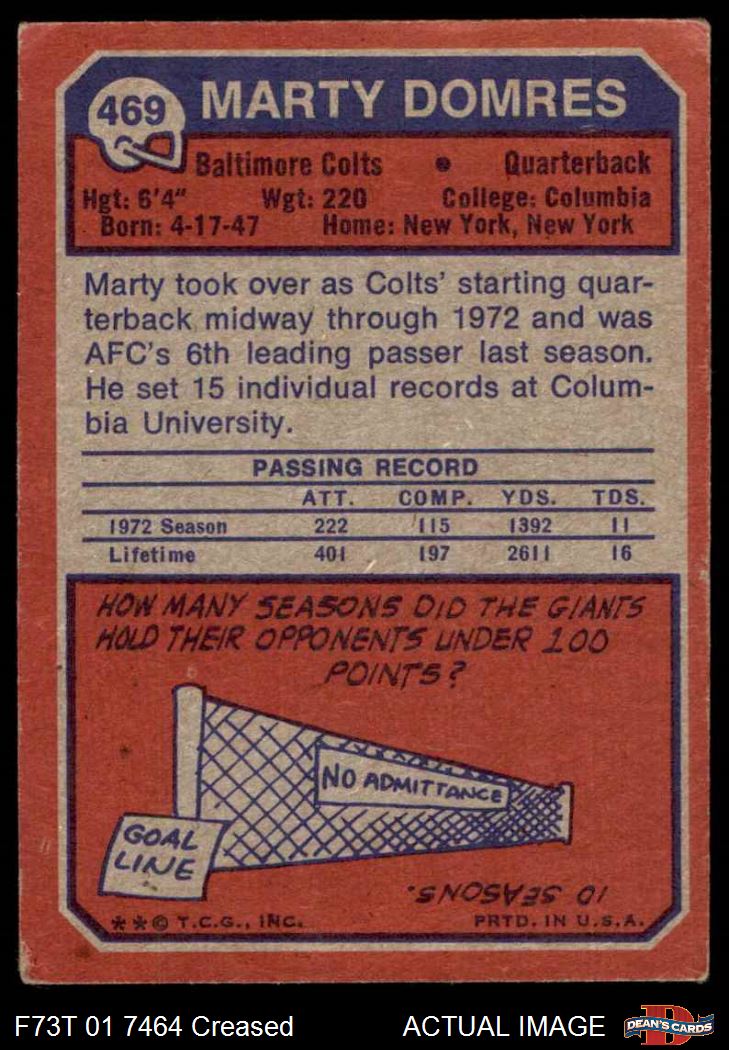 469 MARTY DOMRES
Baltimore Colts • Quarterback
Hgt: 6'4" Wgt: 220 College: Columbia
Born: 4-17-47 Home: New York, New York
Marty took over as Colts' starting quar-
terback midway through 1972 and was
AFC's 6th leading passer last season.
He set 15 individual records at Colum-
bia University.
PASSING RECORD
ATT. COMP. YDS. TDS.
1972 Season 222 115 1392 11
Lifetime 401 197 2611 16
HOW MANY SEASONS DID THE GIANTS
HOLD THEIR OPPONENTS UNDER 100
POINTS?
NO ADMITTANCE
GOAL
LINE
10 SEASONS.
**© T.C.G., INC. PRTD. IN U.S.A.
F73T 01 7464 Creased ACTUAL IMAGE
DEAN'S CARDS